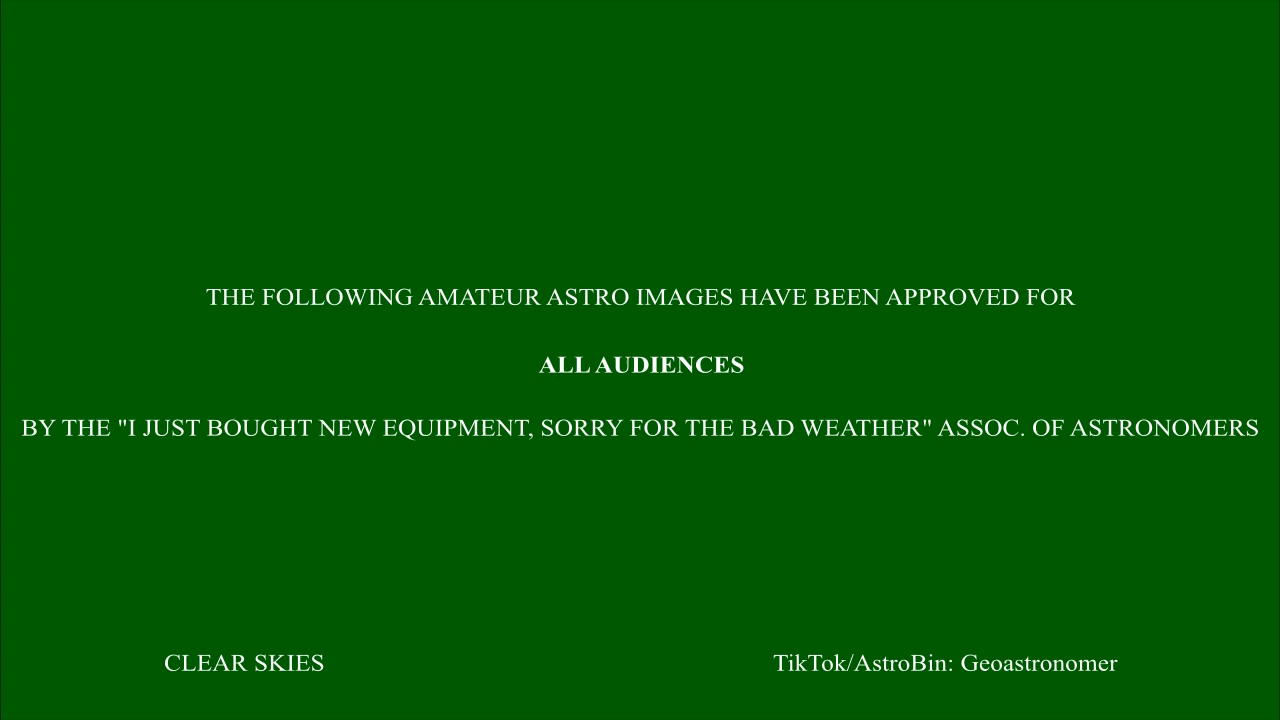 THE FOLLOWING AMATEUR ASTRO IMAGES HAVE BEEN APPROVED FOR
ALL AUDIENCES
BY THE "I JUST BOUGHT NEW EQUIPMENT, SORRY FOR THE BAD WEATHER" ASSOC. OF ASTRONOMERS
CLEAR SKIES
TikTok/AstroBin: Geoastronomer